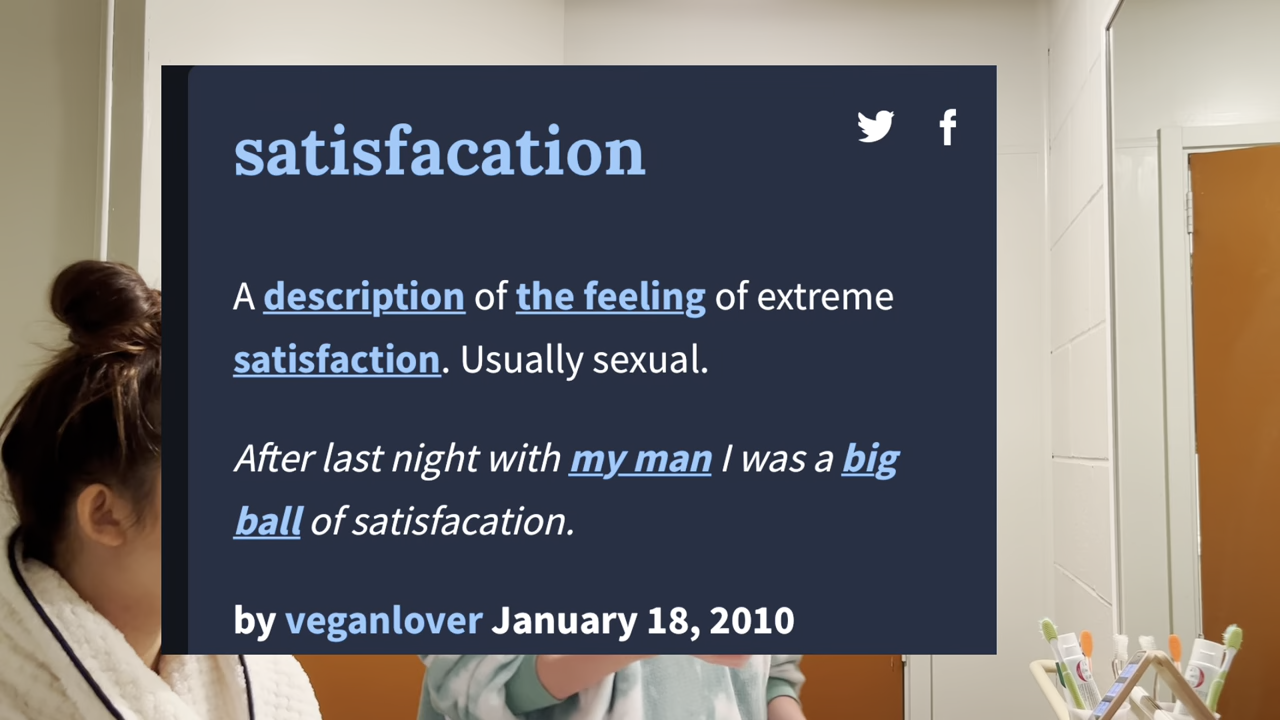 satisfacation
A description of the feeling of extreme
satisfaction. Usually sexual.
After last night with my man I was a big
ball of satisfacation.
by veganlover January 18, 2010